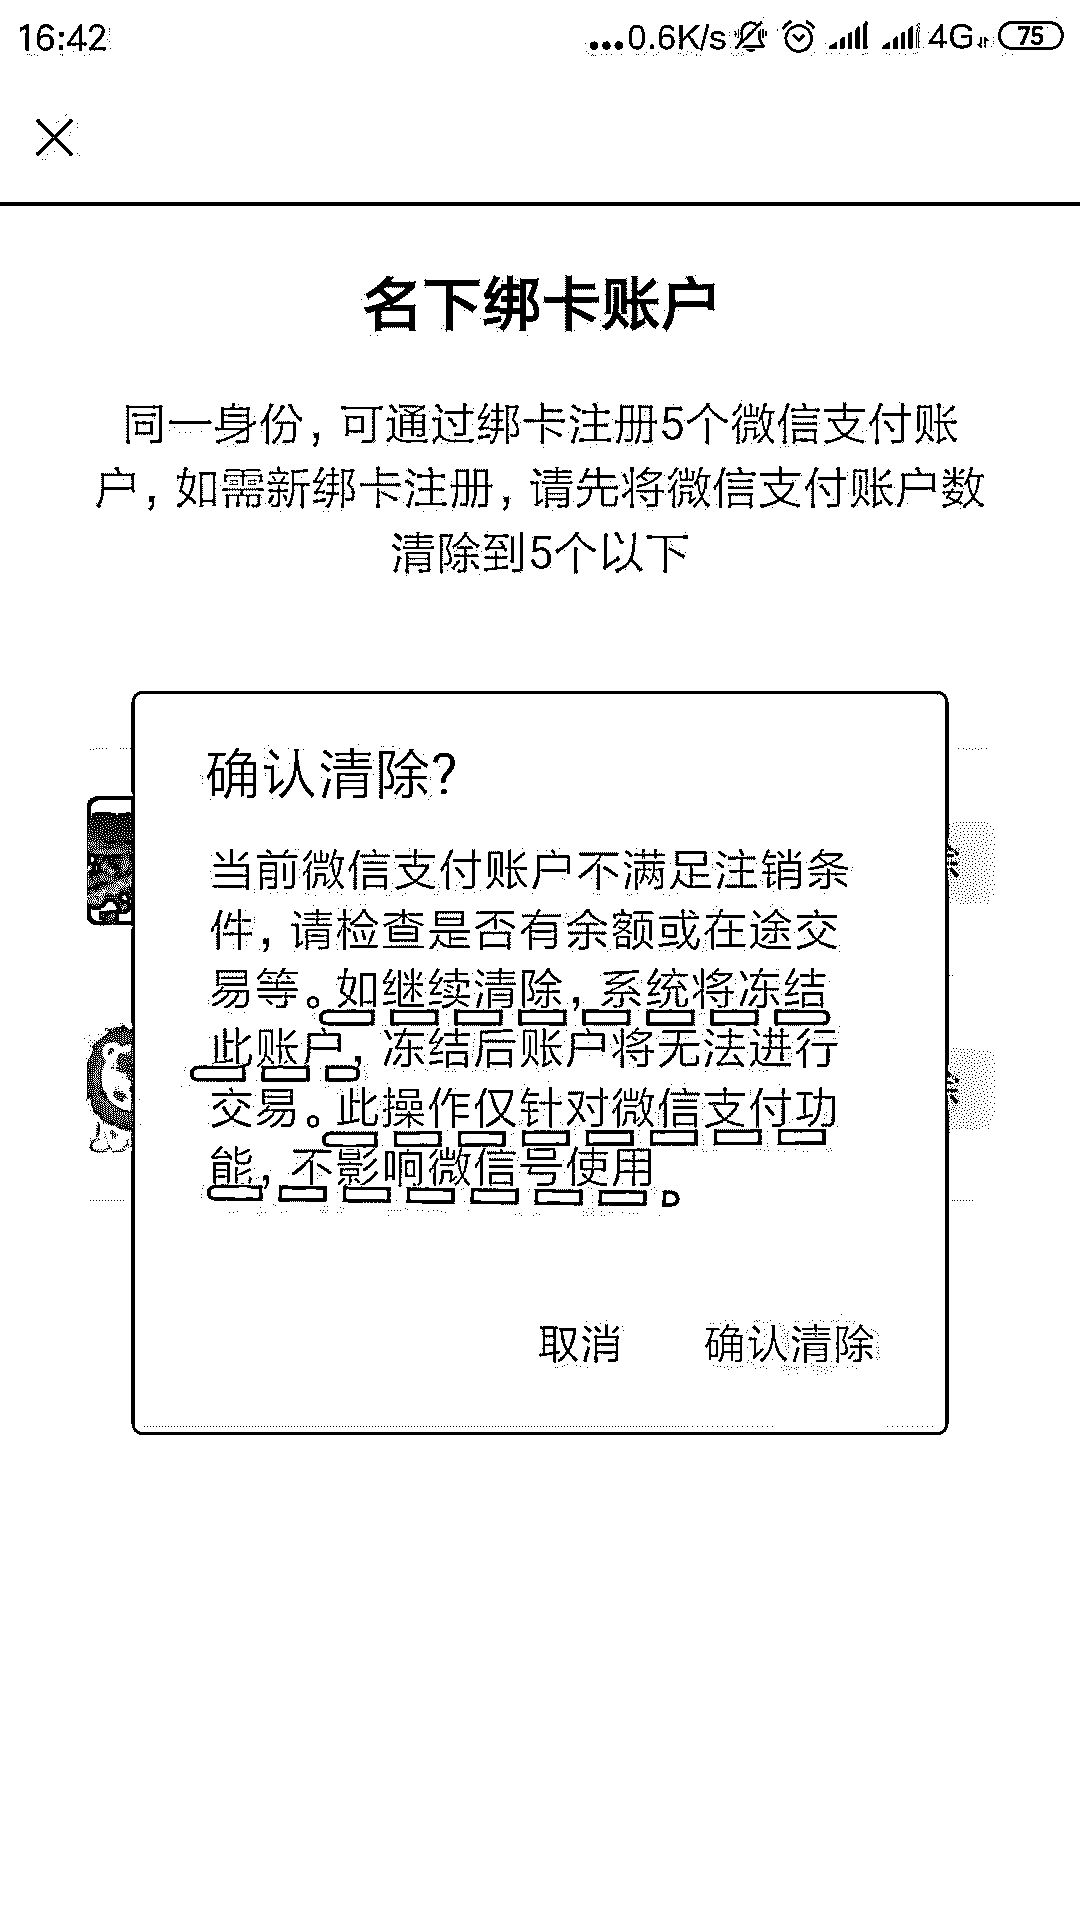 16:42
...0.6K/s 4G 75
名下绑卡账户
同一身份，可通过绑卡注册5个微信支付账
户，如需新绑卡注册，请先将微信支付账户数
清除到5个以下
确认清除?
当前微信支付账户不满足注销条
件，请检查是否有余额或在途交
易等。如继续清除，系统将冻结
此账户，冻结后账户将无法进行
交易。此操作仅针对微信支付功
能，不影响微信号使用。
取消 确认清除